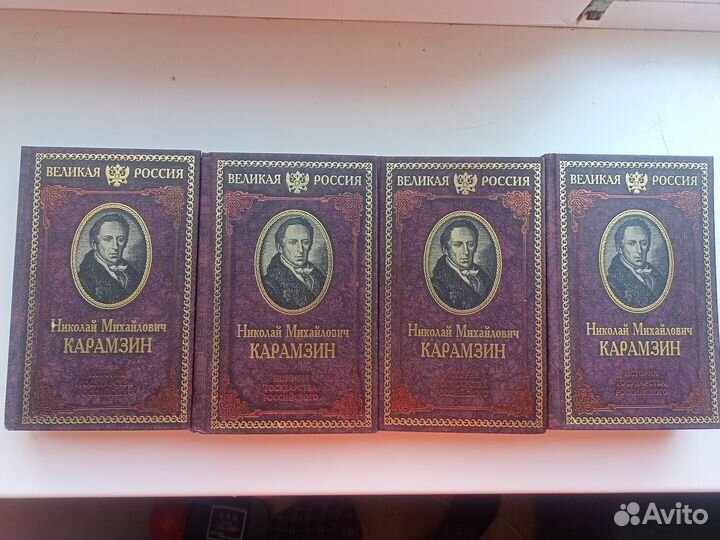 ВЕЛИКАЯ РОССИЯ
Николай Михайлович
КАРАМЗИН
ВЕЛИКАЯ РОССИЯ
Николай Михайлович
КАРАМЗИН
ИСТОРИЯ
ГОСУДАРСТВА
РОССИЙСКОГО
ВЕЛИКАЯ РОССИЯ
Николай Михайлович
КАРАМЗИН
ВЕЛИКАЯ РОССИЯ
Николай Михайлович
КАРАМЗИН
ИСТОРИЯ
ГОСУДАРСТВА
РОССИЙСКОГО
Avito